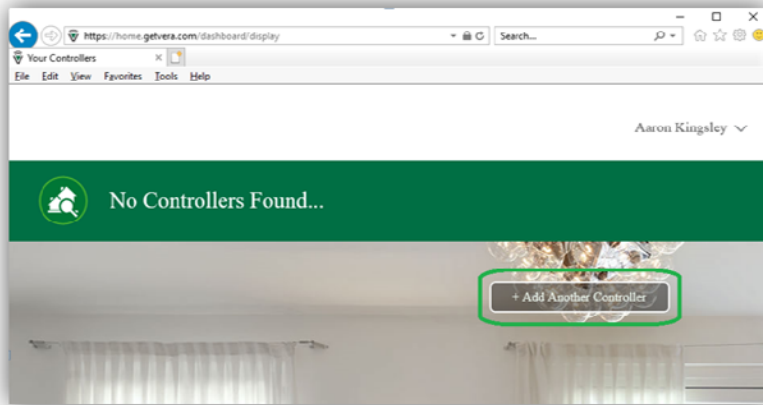 https://home.getvera.com/dashboard/display
Search...
Your Controllers
File Edit View Favorites Tools Help
Aaron Kingsley
No Controllers Found...
+ Add Another Controller